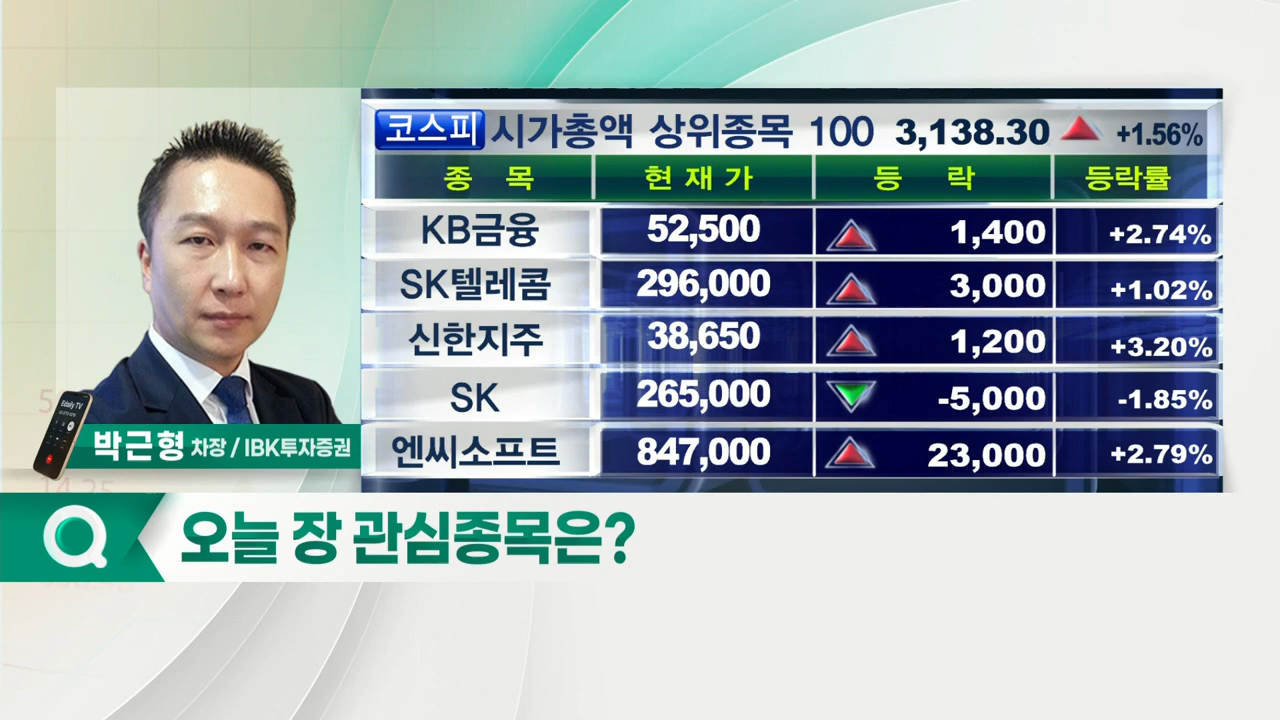 코스피 시가총액 상위종목 100 3,138.30 +1.56%
종 목 현 재 가 등 락 등락률
KB금융 52,500 1,400 +2.74%
SK텔레콤 296,000 3,000 +1.02%
신한지주 38,650 1,200 +3.20%
SK 265,000 -5,000 -1.85%
엔씨소프트 847,000 23,000 +2.79%
Edaily TV
박근형 차장 / IBK투자증권
Q 오늘 장 관심종목은?